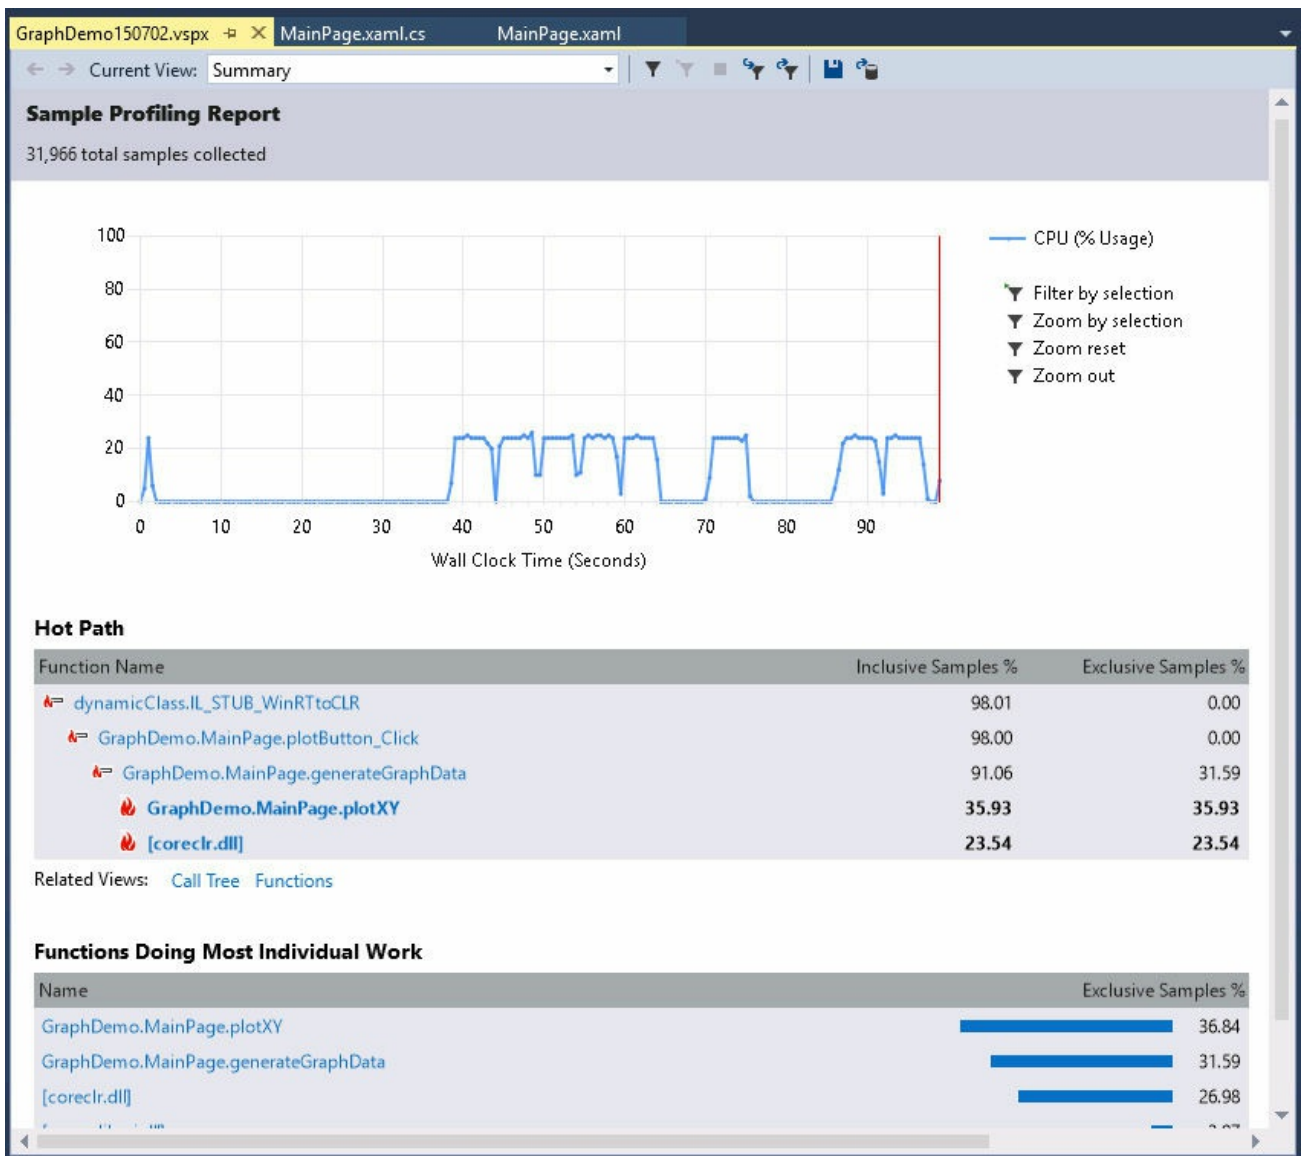 GraphDemo150702.vspx MainPage.xaml.cs MainPage.xaml
Current View: Summary
Sample Profiling Report
31,966 total samples collected
100
80
60
40
20
0
0 10 20 30 40 50 60 70 80 90
Wall Clock Time (Seconds)
CPU (% Usage)
Filter by selection
Zoom by selection
Zoom reset
Zoom out
Hot Path
Function Name Inclusive Samples % Exclusive Samples %
dynamicClass.IL_STUB_WinRTtoCLR 98.01 0.00
GraphDemo.MainPage.plotButton_Click 98.00 0.00
GraphDemo.MainPage.generateGraphData 91.06 31.59
GraphDemo.MainPage.plotXY 35.93 35.93
[coreclr.dll] 23.54 23.54
Related Views: Call Tree Functions
Functions Doing Most Individual Work
Name Exclusive Samples %
GraphDemo.MainPage.plotXY 36.84
GraphDemo.MainPage.generateGraphData 31.59
[coreclr.dll] 26.98